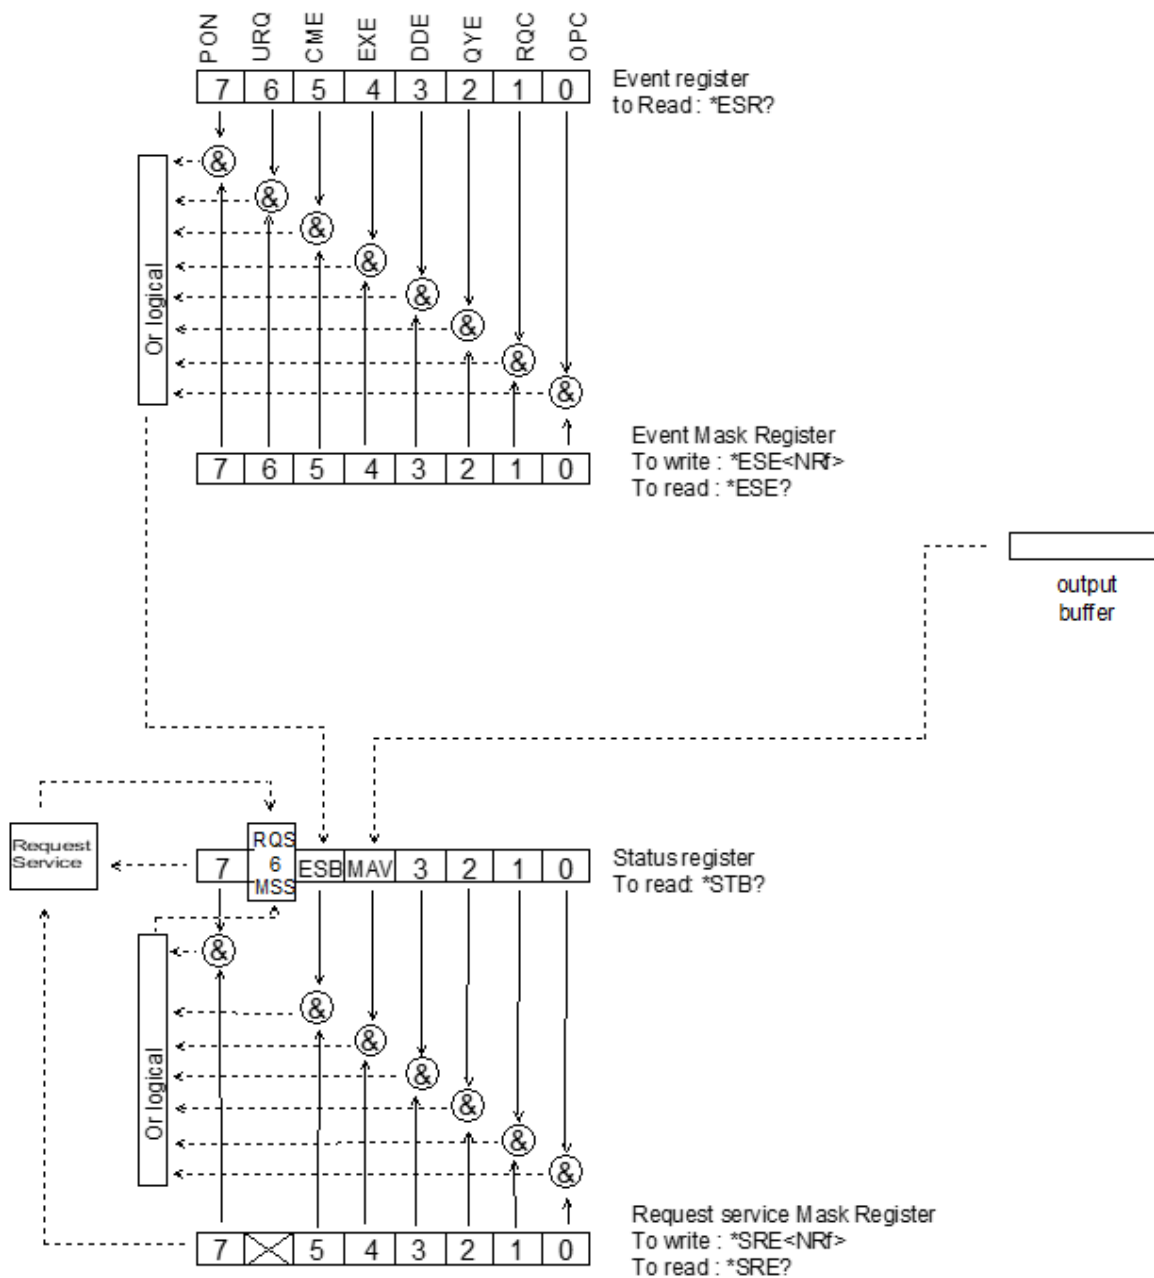 PON URQ CME EXE DDE QYE RQC OPC
7 6 5 4 3 2 1 0
Event register
to Read : *ESR?
&
&
&
&
&
&
&
&
Or logical
7 6 5 4 3 2 1 0
Event Mask Register
To write : *ESE<NRf>
To read : *ESE?
output
buffer
Request
Service
7
RQS
6
MSS
ESB MAV 3 2 1 0
Status register
To read: *STB?
&
&
&
&
&
&
&
Or logical
7 5 4 3 2 1 0
Request service Mask Register
To write : *SRE<NRf>
To read : *SRE?